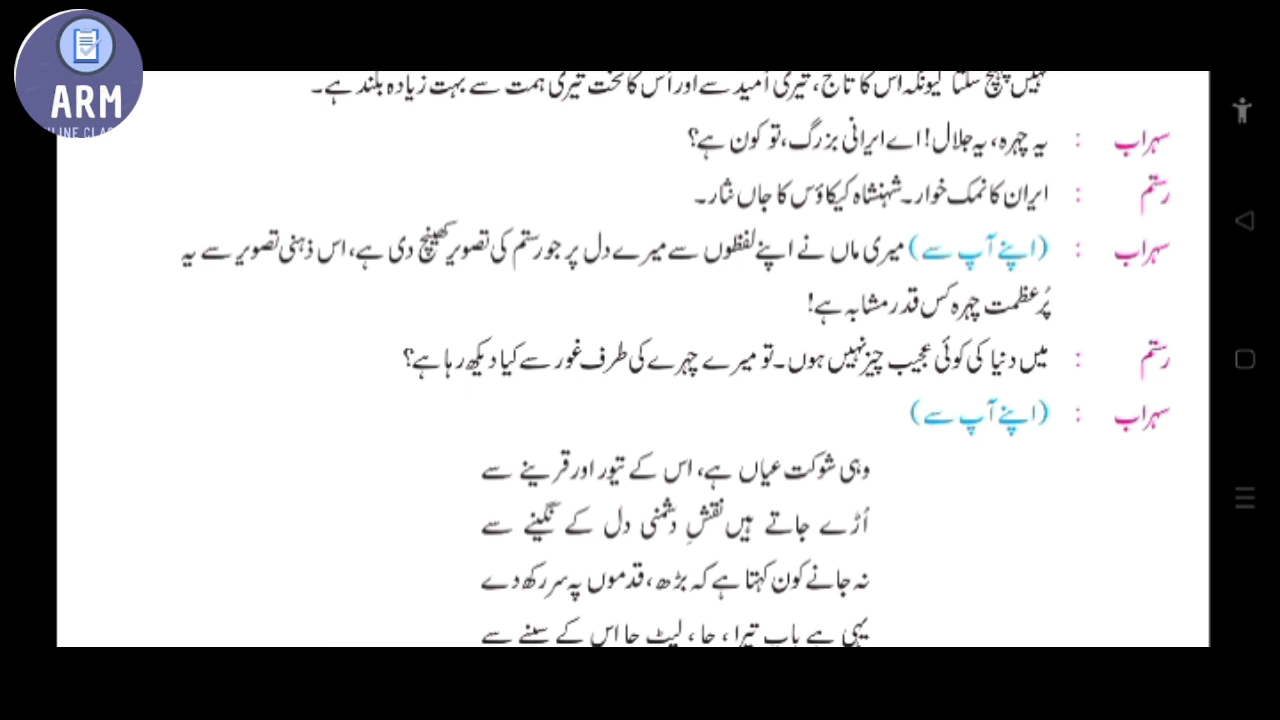 ARM
ONLINE CLAS
نہیں پہنچ سکتا کیونکہ اس کا تاج، تیری اُمید سے اور اُس کا تخت تیری ہمت سے بہت زیادہ بلند ہے۔
سہراب : یہ چہرہ، یہ جلال! اے ایرانی بزرگ، تو کون ہے؟
رستم : ایران کا نمک خوار۔ شہنشاہ کیکاؤس کا جاں نثار۔
سہراب : (اپنے آپ سے) میری ماں نے اپنے لفظوں سے میرے دل پر جو رستم کی تصویر کھینچ دی ہے، اس ذہنی تصویر سے یہ
پُر عظمت چہرہ کس قدر مشابہ ہے!
رستم : میں دنیا کی کوئی عجیب چیز نہیں ہوں۔ تو میرے چہرے کی طرف غور سے کیا دیکھ رہا ہے؟
سہراب : (اپنے آپ سے)
وہی شوکت عیاں ہے، اس کے تیور اور قرینے سے
اُڑے جاتے ہیں نقشِ دشمنی دل کے نگینے سے
نہ جانے کون کہتا ہے کہ بڑھ، قدموں پہ سر رکھ دے
یہی ہے باپ تیرا، جا، لپٹ جا اس کے سینے سے